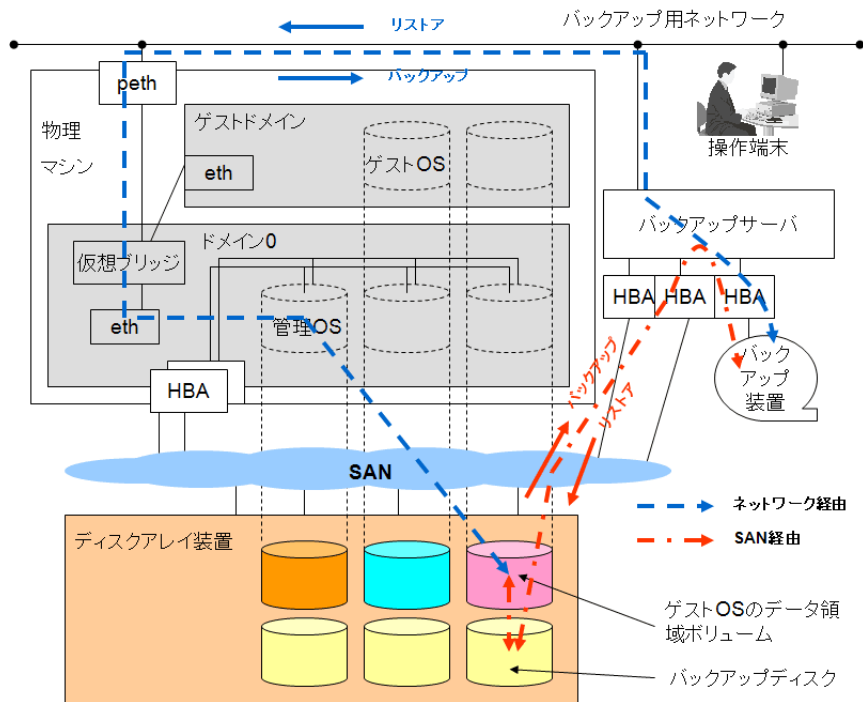 リストア
バックアップ用ネットワーク
バックアップ
peth
物理
マシン
ゲストドメイン
eth
ゲストOS
操作端末
ドメイン0
仮想ブリッジ
eth
管理OS
HBA
バックアップサーバ
HBA
HBA
HBA
バック
アップ
装置
バックアップ
リストア
SAN
ネットワーク経由
SAN経由
ディスクアレイ装置
ゲストOSのデータ領
域ボリューム
バックアップディスク